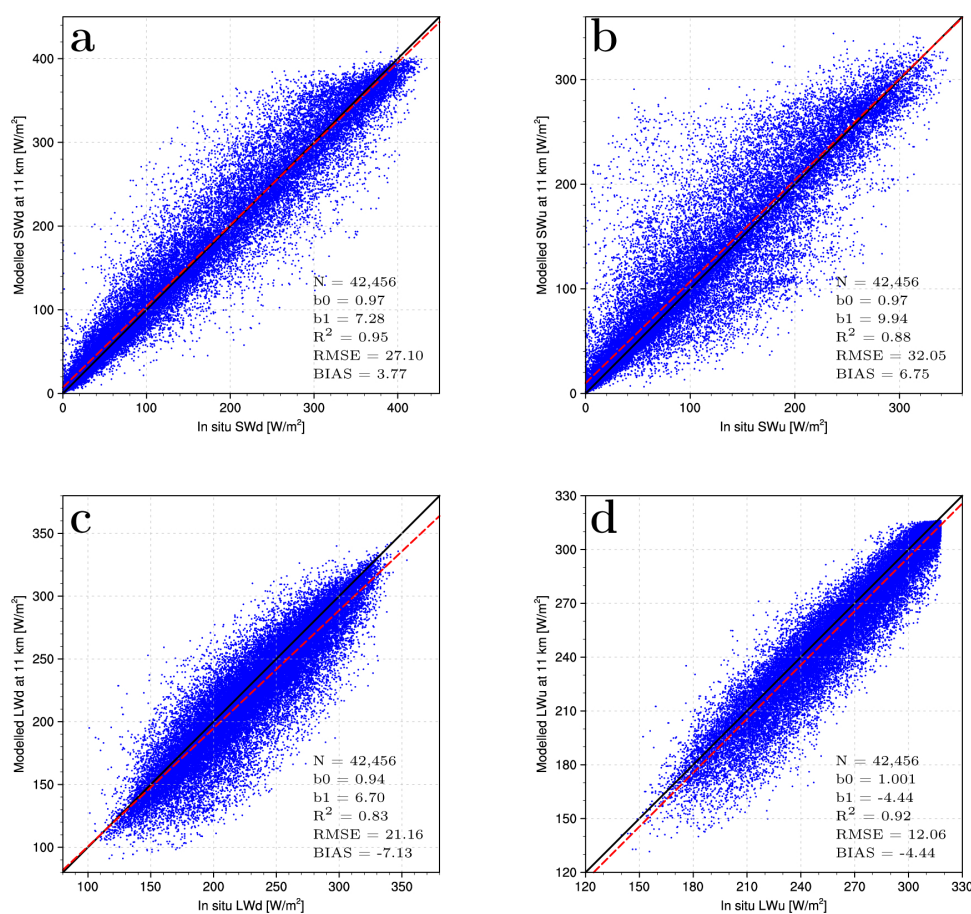 a
Modelled SWd at 11 km [W/m²]
400
300
200
100
0
N = 42,456
b0 = 0.97
b1 = 7.28
R² = 0.95
RMSE = 27.10
BIAS = 3.77
0 100 200 300 400
In situ SWd [W/m²]
b
Modelled SWu at 11 km [W/m²]
300
200
100
0
N = 42,456
b0 = 0.97
b1 = 9.94
R² = 0.88
RMSE = 32.05
BIAS = 6.75
0 100 200 300
In situ SWu [W/m²]
c
Modelled LWd at 11 km [W/m²]
350
300
250
200
150
100
N = 42,456
b0 = 0.94
b1 = 6.70
R² = 0.83
RMSE = 21.16
BIAS = -7.13
100 150 200 250 300 350
In situ LWd [W/m²]
d
Modelled LWu at 11 km [W/m²]
330
300
270
240
210
180
150
120
N = 42,456
b0 = 1.001
b1 = -4.44
R² = 0.92
RMSE = 12.06
BIAS = -4.44
120 150 180 210 240 270 300 330
In situ LWu [W/m²]